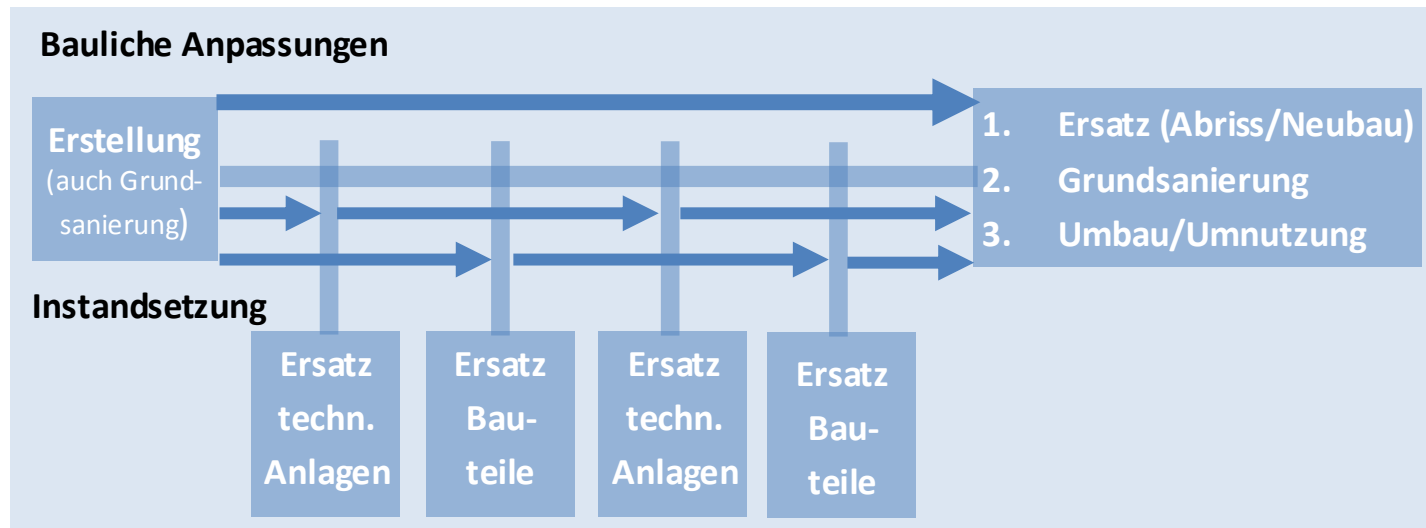 Bauliche Anpassungen
Erstellung
(auch Grund-
sanierung)
1. Ersatz (Abriss/Neubau)
2. Grundsanierung
3. Umbau/Umnutzung
Instandsetzung
Ersatz
techn.
Anlagen
Ersatz
Bau-
teile
Ersatz
techn.
Anlagen
Ersatz
Bau-
teile